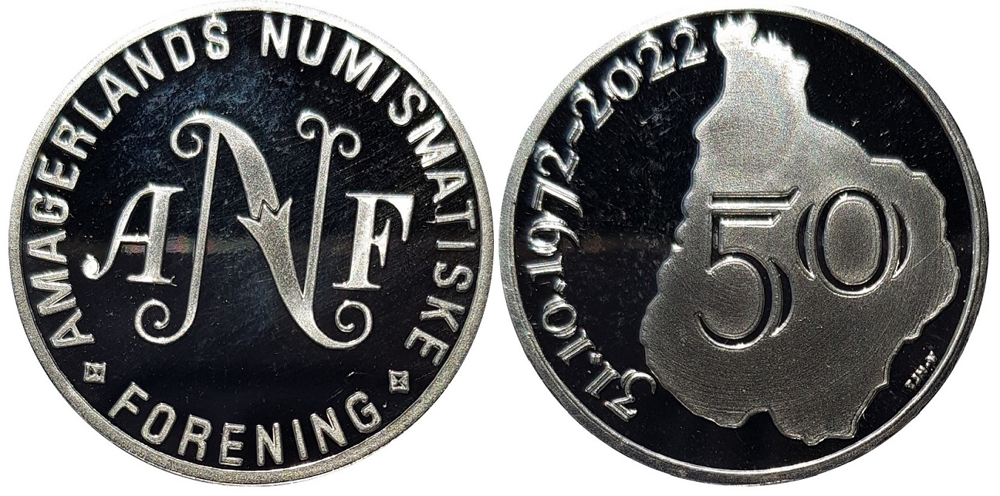 AMAGERLANDS NUMISMATISKE
FORENING
ANF
31.10.1972-2022
50